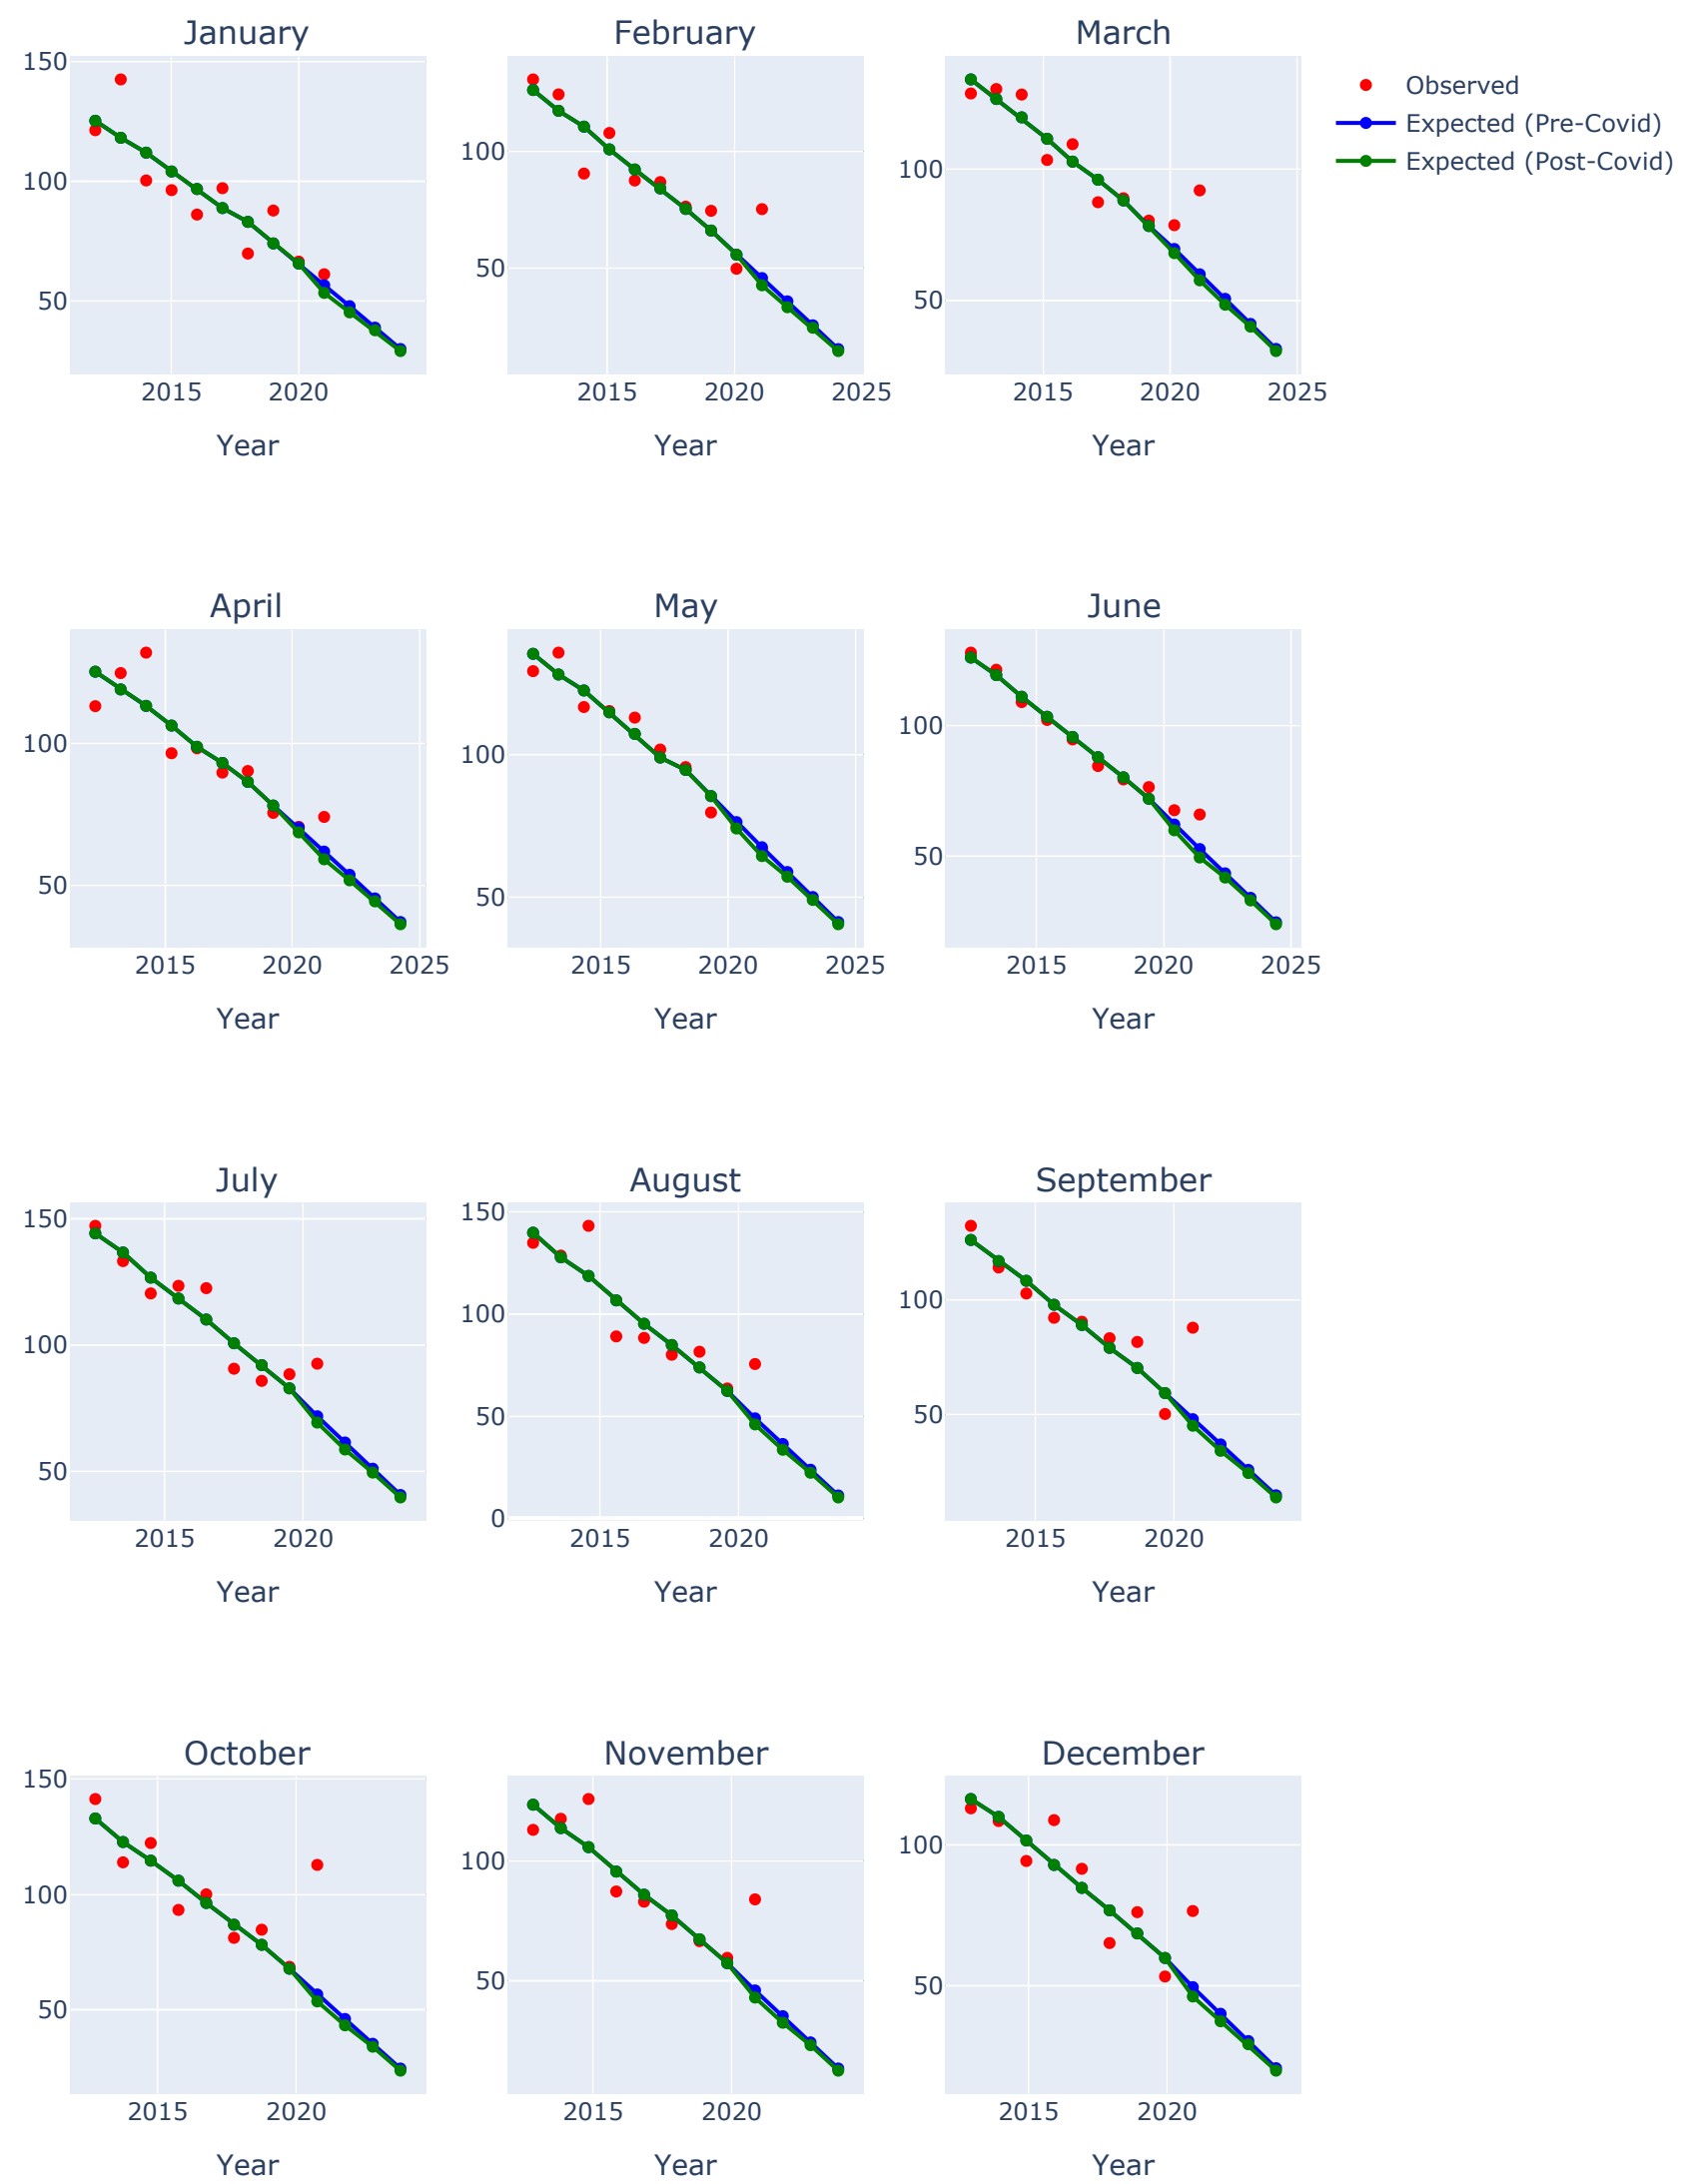 January
February
March
150
100
50
2015
2020
Year
100
50
2015
2020
2025
Year
100
50
2015
2020
2025
Year
Observed
Expected (Pre-Covid)
Expected (Post-Covid)
April
May
June
100
50
2015
2020
2025
Year
100
50
2015
2020
2025
Year
100
50
2015
2020
2025
Year
July
August
September
150
100
50
2015
2020
Year
150
100
50
0
2015
2020
Year
100
50
2015
2020
Year
October
November
December
150
100
50
2015
2020
Year
100
50
2015
2020
Year
100
50
2015
2020
Year